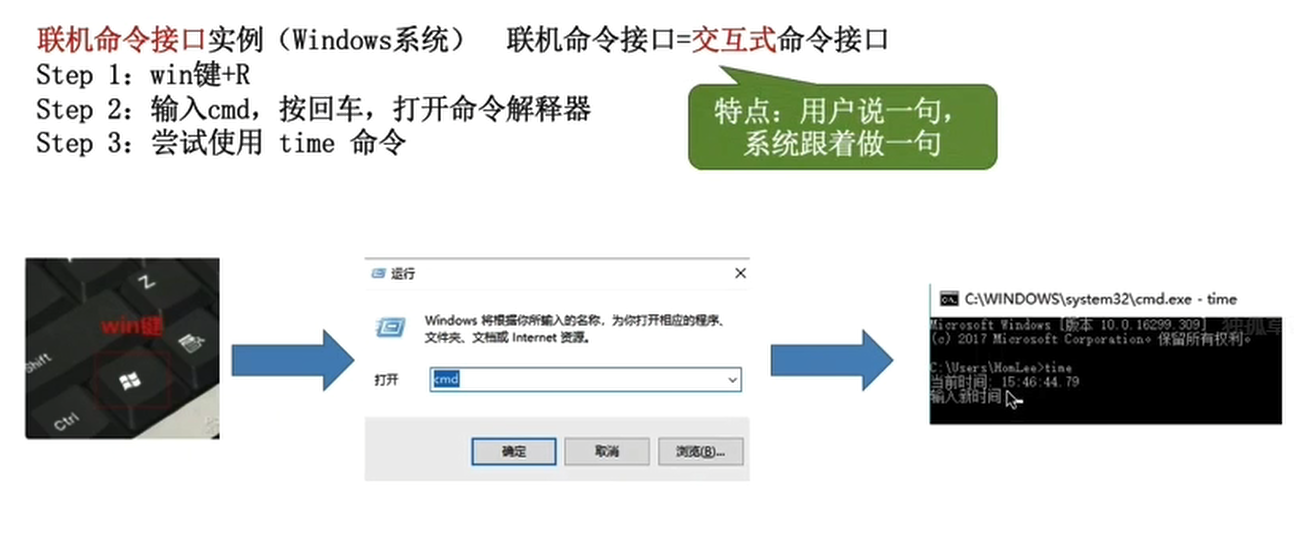 联机命令接口实例（Windows系统） 联机命令接口=交互式命令接口
Step 1：win键+R
Step 2：输入cmd，按回车，打开命令解释器
Step 3：尝试使用 time 命令
特点：用户说一句，
系统跟着做一句
Z
win键
Shift
Ctrl
运行
Windows 将根据你所输入的名称，为你打开相应的程序、
文件夹、文档或 Internet 资源。
打开
cmd
确定 取消 浏览(B)...
C:\WINDOWS\system32\cmd.exe - time
Microsoft Windows [版本 10.0.16299.309]
(c) 2017 Microsoft Corporation。保留所有权利。
C:\Users\HomLee>time
当前时间: 15:46:44.79
输入新时间